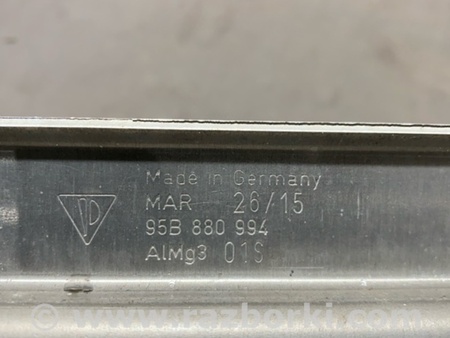 Made in Germany
MAR 26/15
95B 880 994
AlMg3 01S
© www.razborki.com